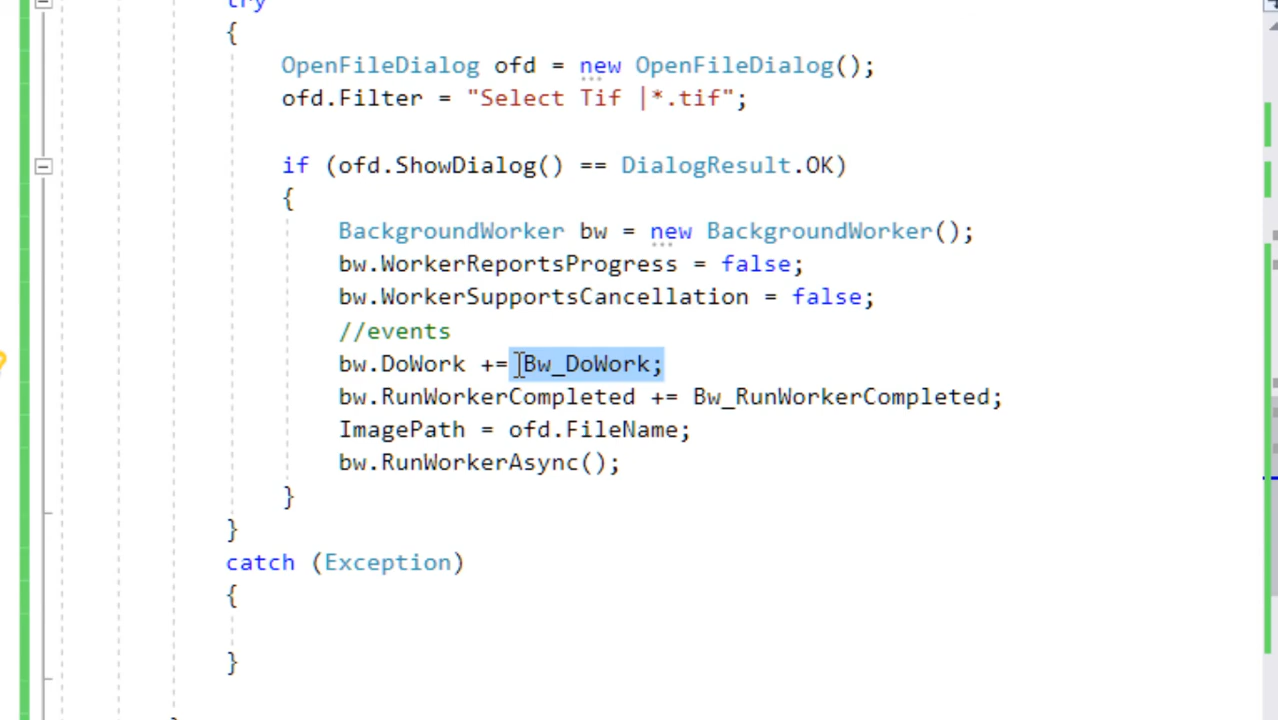 try
{
OpenFileDialog ofd = new OpenFileDialog();
ofd.Filter = "Select Tif |*.tif";
if (ofd.ShowDialog() == DialogResult.OK)
{
BackgroundWorker bw = new BackgroundWorker();
bw.WorkerReportsProgress = false;
bw.WorkerSupportsCancellation = false;
//events
bw.DoWork += Bw_DoWork;
bw.RunWorkerCompleted += Bw_RunWorkerCompleted;
ImagePath = ofd.FileName;
bw.RunWorkerAsync();
}
}
catch (Exception)
{
}